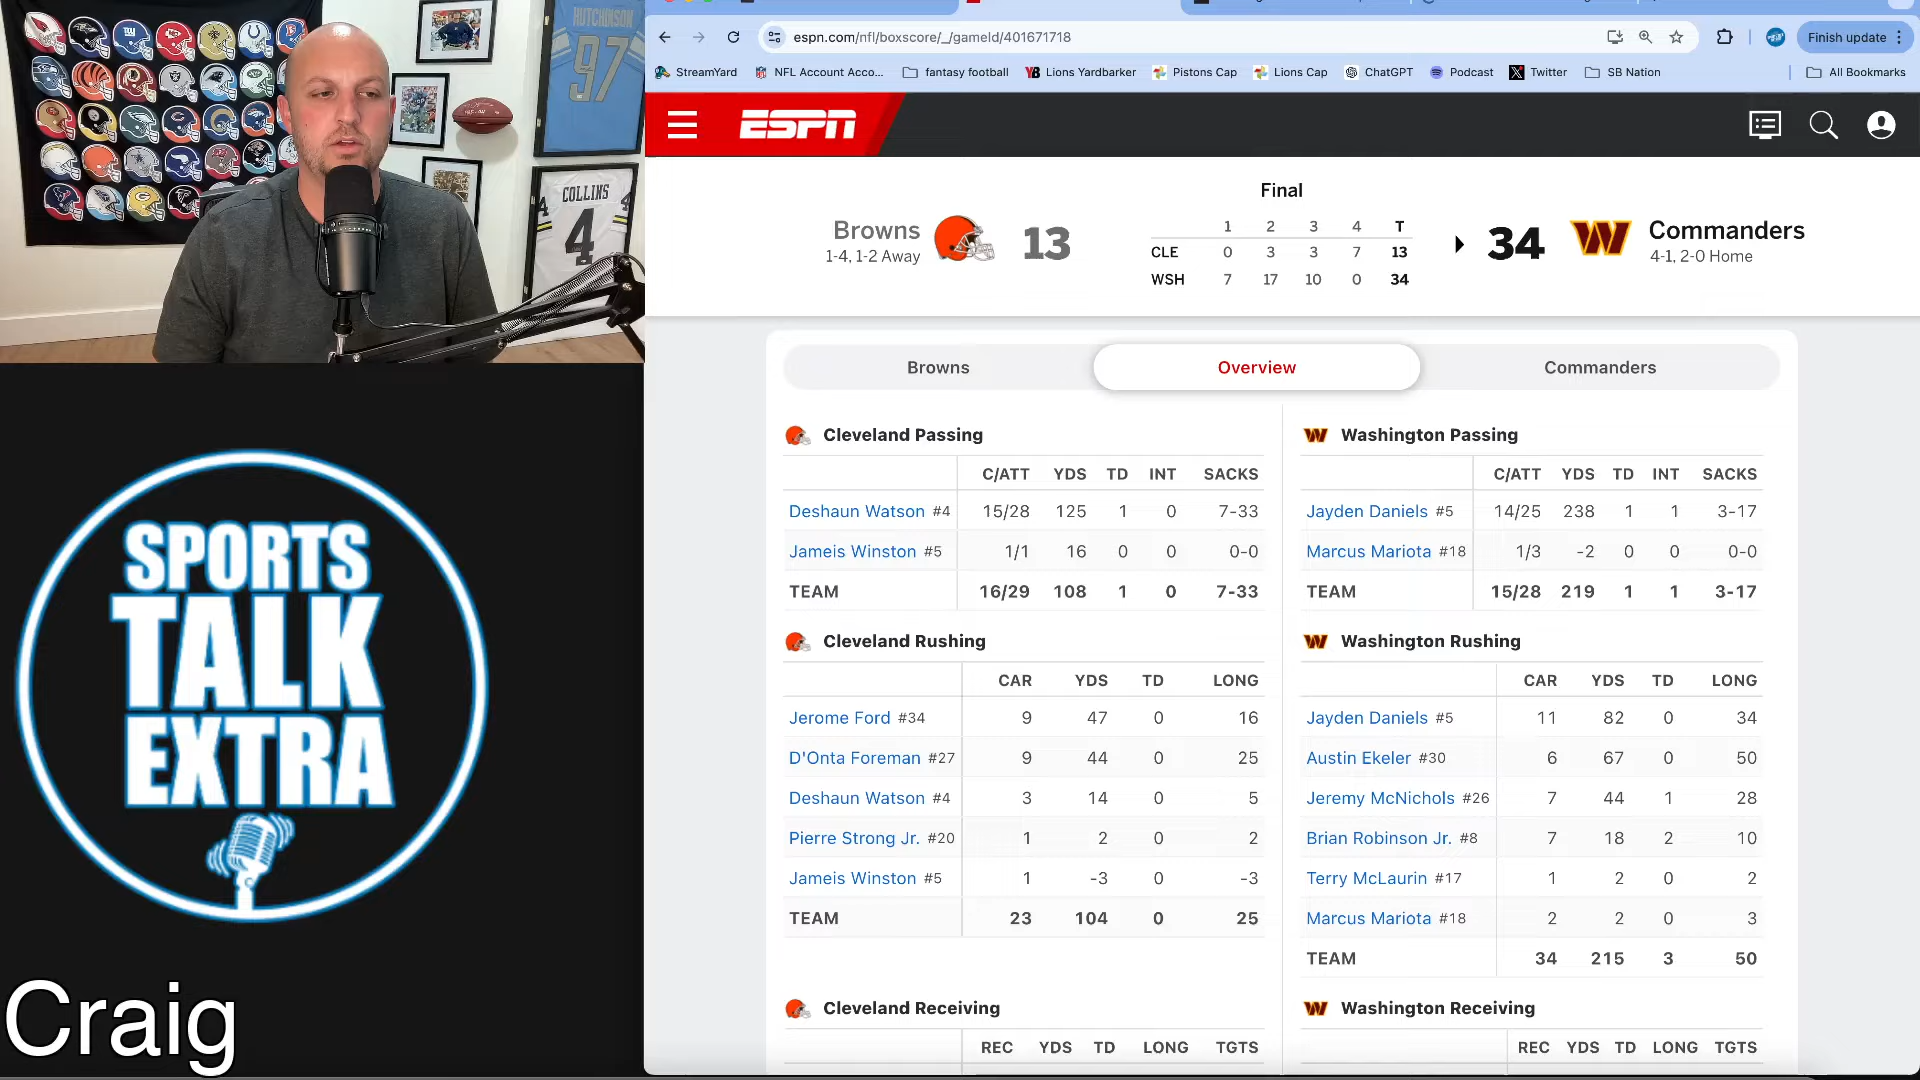 HUTCHINSON
97
COLLINS
4
4
4
SPORTS
TALK
EXTRA
Craig
espn.com/nfl/boxscore/_/gameId/401671718
Finish update
StreamYard
NFL Account Acco...
fantasy football
Lions Yardbarker
Pistons Cap
Lions Cap
ChatGPT
Podcast
Twitter
SB Nation
All Bookmarks
ESPN
Final
Browns
1-4, 1-2 Away
13
1 2 3 4 T
CLE 0 3 3 7 13
WSH 7 17 10 0 34
34
Commanders
4-1, 2-0 Home
Browns
Overview
Commanders
Cleveland Passing
C/ATT YDS TD INT SACKS
Deshaun Watson #4 15/28 125 1 0 7-33
Jameis Winston #5 1/1 16 0 0 0-0
TEAM 16/29 108 1 0 7-33
Washington Passing
C/ATT YDS TD INT SACKS
Jayden Daniels #5 14/25 238 1 1 3-17
Marcus Mariota #18 1/3 -2 0 0 0-0
TEAM 15/28 219 1 1 3-17
Cleveland Rushing
CAR YDS TD LONG
Jerome Ford #34 9 47 0 16
D'Onta Foreman #27 9 44 0 25
Deshaun Watson #4 3 14 0 5
Pierre Strong Jr. #20 1 2 0 2
Jameis Winston #5 1 -3 0 -3
TEAM 23 104 0 25
Washington Rushing
CAR YDS TD LONG
Jayden Daniels #5 11 82 0 34
Austin Ekeler #30 6 67 0 50
Jeremy McNichols #26 7 44 1 28
Brian Robinson Jr. #8 7 18 2 10
Terry McLaurin #17 1 2 0 2
Marcus Mariota #18 2 2 0 3
TEAM 34 215 3 50
Cleveland Receiving
REC YDS TD LONG TGTS
Washington Receiving
REC YDS TD LONG TGTS